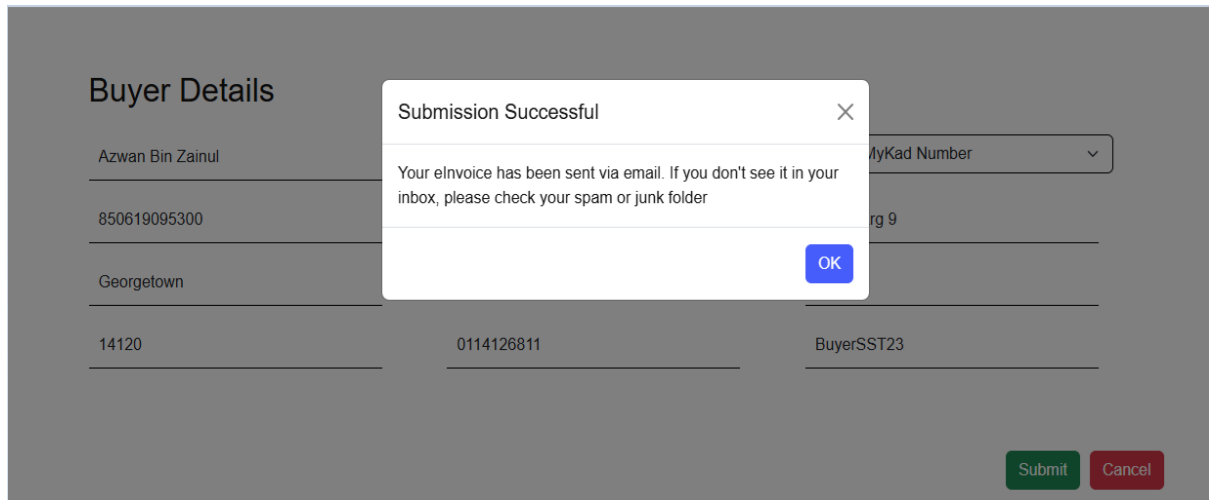 Buyer Details
Submission Successful
Azwan Bin Zainul
MyKad Number
Your eInvoice has been sent via email. If you don't see it in your
inbox, please check your spam or junk folder
850619095300
9
OK
Georgetown
14120
0114126811
BuyerSST23
Submit
Cancel